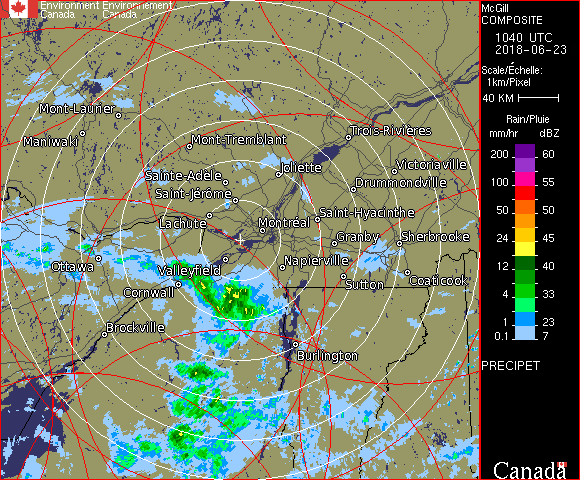 Environment Environnement
Canada Canada
McGill
COMPOSITE
1040 UTC
2018-06-23
Scale/Échelle:
1km/Pixel
40 KM
Rain/Pluie
mm/hr dBZ
200 60
150 57
100 55
50 50
24 45
12 40
4 33
1 23
0.1 7
PRECIPET
Mont-Laurier
Maniwaki
Mont-Tremblant
Trois-Rivières
Joliette
Victoriaville
Sainte-Adèle
Drummondville
Saint-Jérôme
Lachute
Saint-Hyacinthe
Montréal
Granby
Sherbrooke
Ottawa
Valleyfield
Napierville
Cornwall
Sutton
Coaticook
Brockville
Burlington
Canada